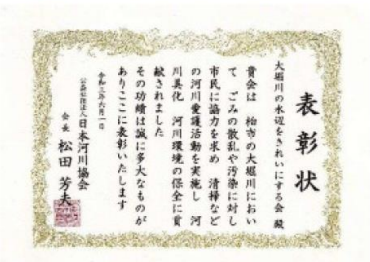 表彰状
大堀川の水辺をきれいにする会 殿
貴会は 柏市の大堀川におい
て ごみの散乱や汚染に対し
市民に協力を求め 清掃など
の河川愛護活動を実施し 河
川美化 河川環境の保全に貢
献されました
その功績は誠に多大なものが
ありここに表彰いたします
令和三年六月一日
公益社団法人 日本河川協会
会長 松田芳夫